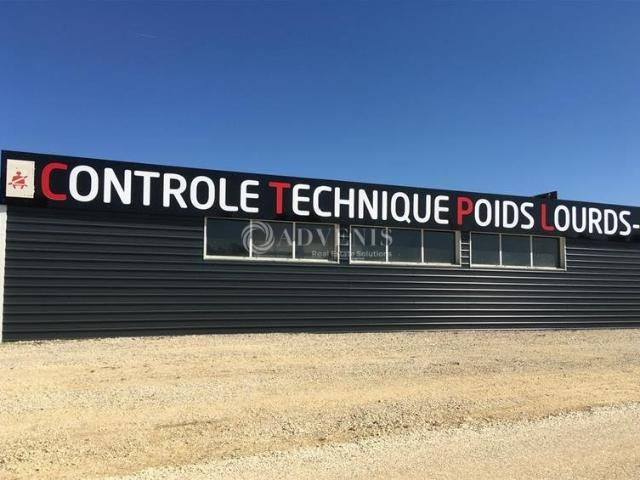 CONTROLE TECHNIQUE POIDS LOURDS-
ADVENIS
Real Estate Solutions